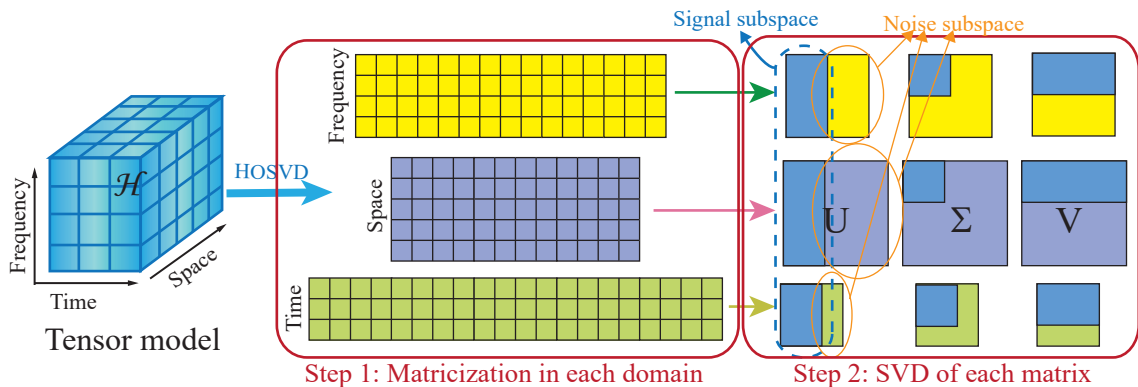 Signal subspace
Noise subspace
Frequency
Space
Time
ℋ
Tensor model
HOSVD
Frequency
Space
Time
U
Σ
V
Step 1: Matricization in each domain
Step 2: SVD of each matrix